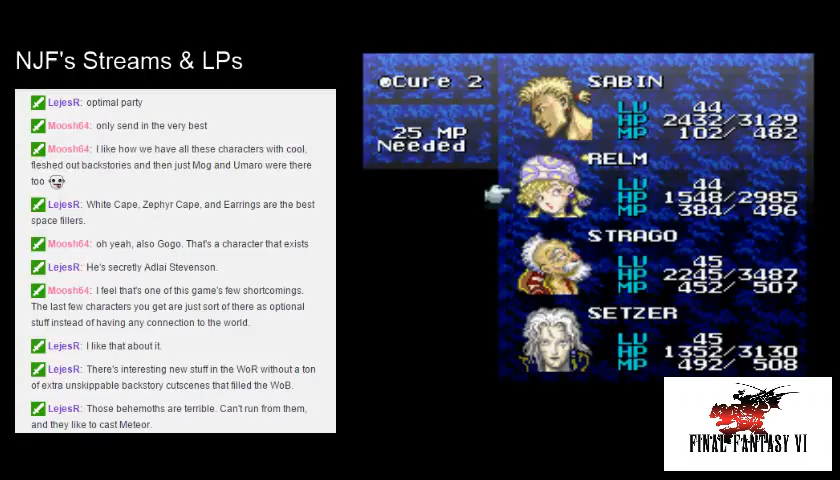 NJF's Streams & LPs
LejesR: optimal party
Moosh64: only send in the very best
Moosh64: I like how we have all these characters with cool,
fleshed out backstories and then just Mog and Umaro were there
too
LejesR: White Cape, Zephyr Cape, and Earrings are the best
space fillers.
Moosh64: oh yeah, also Gogo. That's a character that exists
LejesR: He's secretly Adlai Stevenson.
Moosh64: I feel that's one of this game's few shortcomings.
The last few characters you get are just sort of there as optional
stuff instead of having any connection to the world.
LejesR: I like that about it.
LejesR: There's interesting new stuff in the WoR without a ton
of extra unskippable backstory cutscenes that filled the WoB.
LejesR: Those behemoths are terrible. Can't run from them,
and they like to cast Meteor.
Cure 2
25 MP
Needed
SABIN
LV 44
HP 2432/3129
MP 102/ 482
RELM
LV 44
HP 1548/2985
MP 384/ 496
STRAGO
LV 45
HP 2245/3487
MP 452/ 507
SETZER
LV 45
HP 1352/3130
MP 492/ 508
FINAL FANTASY VI